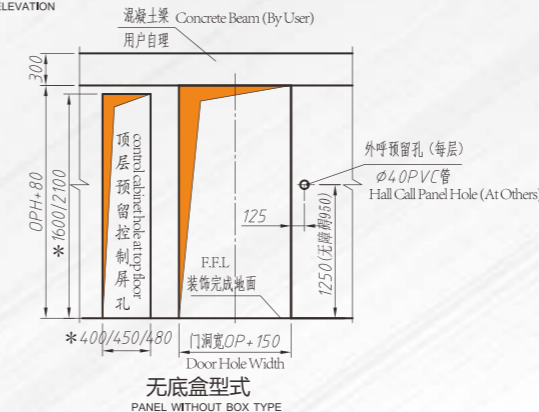 ELEVATION
混凝土梁 Concrete Beam (By User)
用户自理
300
OPH+80
*1600/2100
顶层预留控制屏孔
control cabinet hole at top floor
外呼预留孔 (每层)
Ø40PVC管
Hall Call Panel Hole (At Others)
125
1250(无障碍950)
F.F.L
装饰完成地面
*400/450/480
门洞宽OP+150
Door Hole Width
无底盒型式
PANEL WITHOUT BOX TYPE